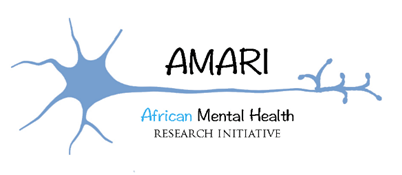 AMARI
African Mental Health
RESEARCH INITIATIVE